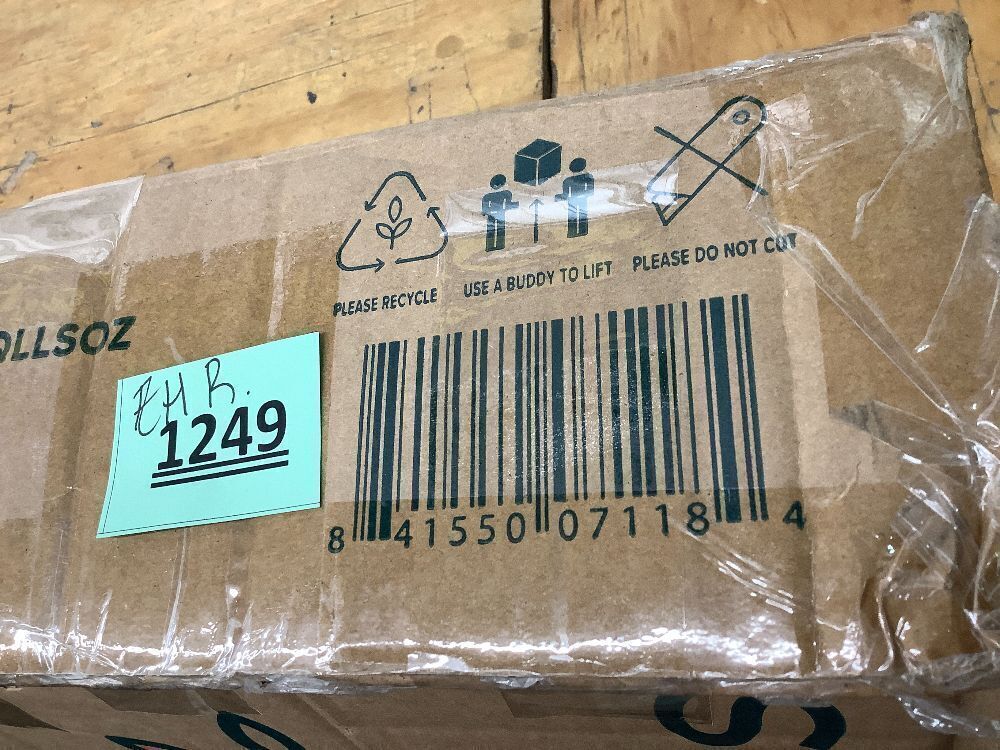 PLEASE RECYCLE
USE A BUDDY TO LIFT
PLEASE DO NOT CUT
OLLSOZ
EHR.
1249
8 41550 07118 4